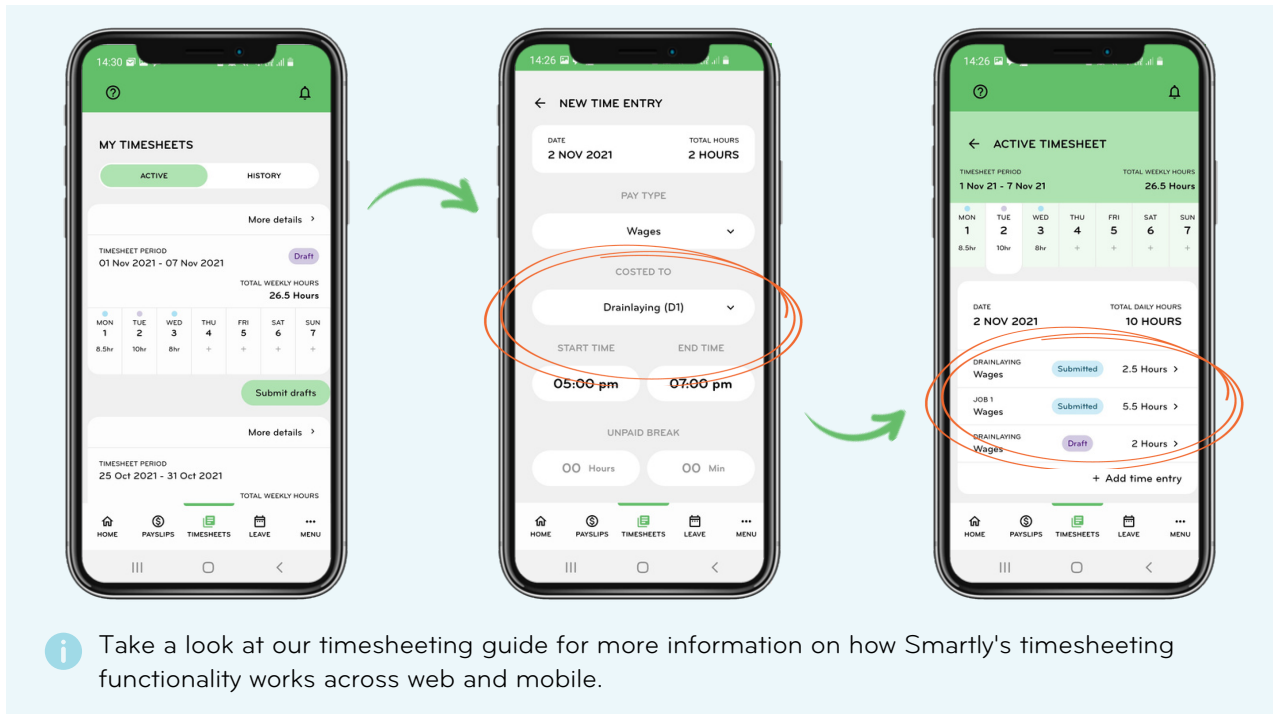 14:30
MY TIMESHEETS
ACTIVE HISTORY
More details >
TIMESHEET PERIOD
01 Nov 2021 - 07 Nov 2021
Draft
TOTAL WEEKLY HOURS
26.5 Hours
MON TUE WED THU FRI SAT SUN
1 2 3 4 5 6 7
8.5hr 10hr 8hr + + + +
Submit drafts
More details >
TIMESHEET PERIOD
25 Oct 2021 - 31 Oct 2021
TOTAL WEEKLY HOURS
HOME PAYSLIPS TIMESHEETS LEAVE MENU
14:26
NEW TIME ENTRY
DATE TOTAL HOURS
2 NOV 2021 2 HOURS
PAY TYPE
Wages
COSTED TO
Drainlaying (D1)
START TIME END TIME
05:00 pm 07:00 pm
UNPAID BREAK
00 Hours 00 Min
HOME PAYSLIPS TIMESHEETS LEAVE MENU
14:26
ACTIVE TIMESHEET
TIMESHEET PERIOD TOTAL WEEKLY HOURS
1 Nov 21 - 7 Nov 21 26.5 Hours
MON TUE WED THU FRI SAT SUN
1 2 3 4 5 6 7
8.5hr 10hr 8hr + + + +
DATE TOTAL DAILY HOURS
2 NOV 2021 10 HOURS
DRAINLAYING
Wages Submitted 2.5 Hours >
JOB 1
Wages Submitted 5.5 Hours >
DRAINLAYING
Wages Draft 2 Hours >
+ Add time entry
HOME PAYSLIPS TIMESHEETS LEAVE MENU
Take a look at our timesheeting guide for more information on how Smartly's timesheeting
functionality works across web and mobile.